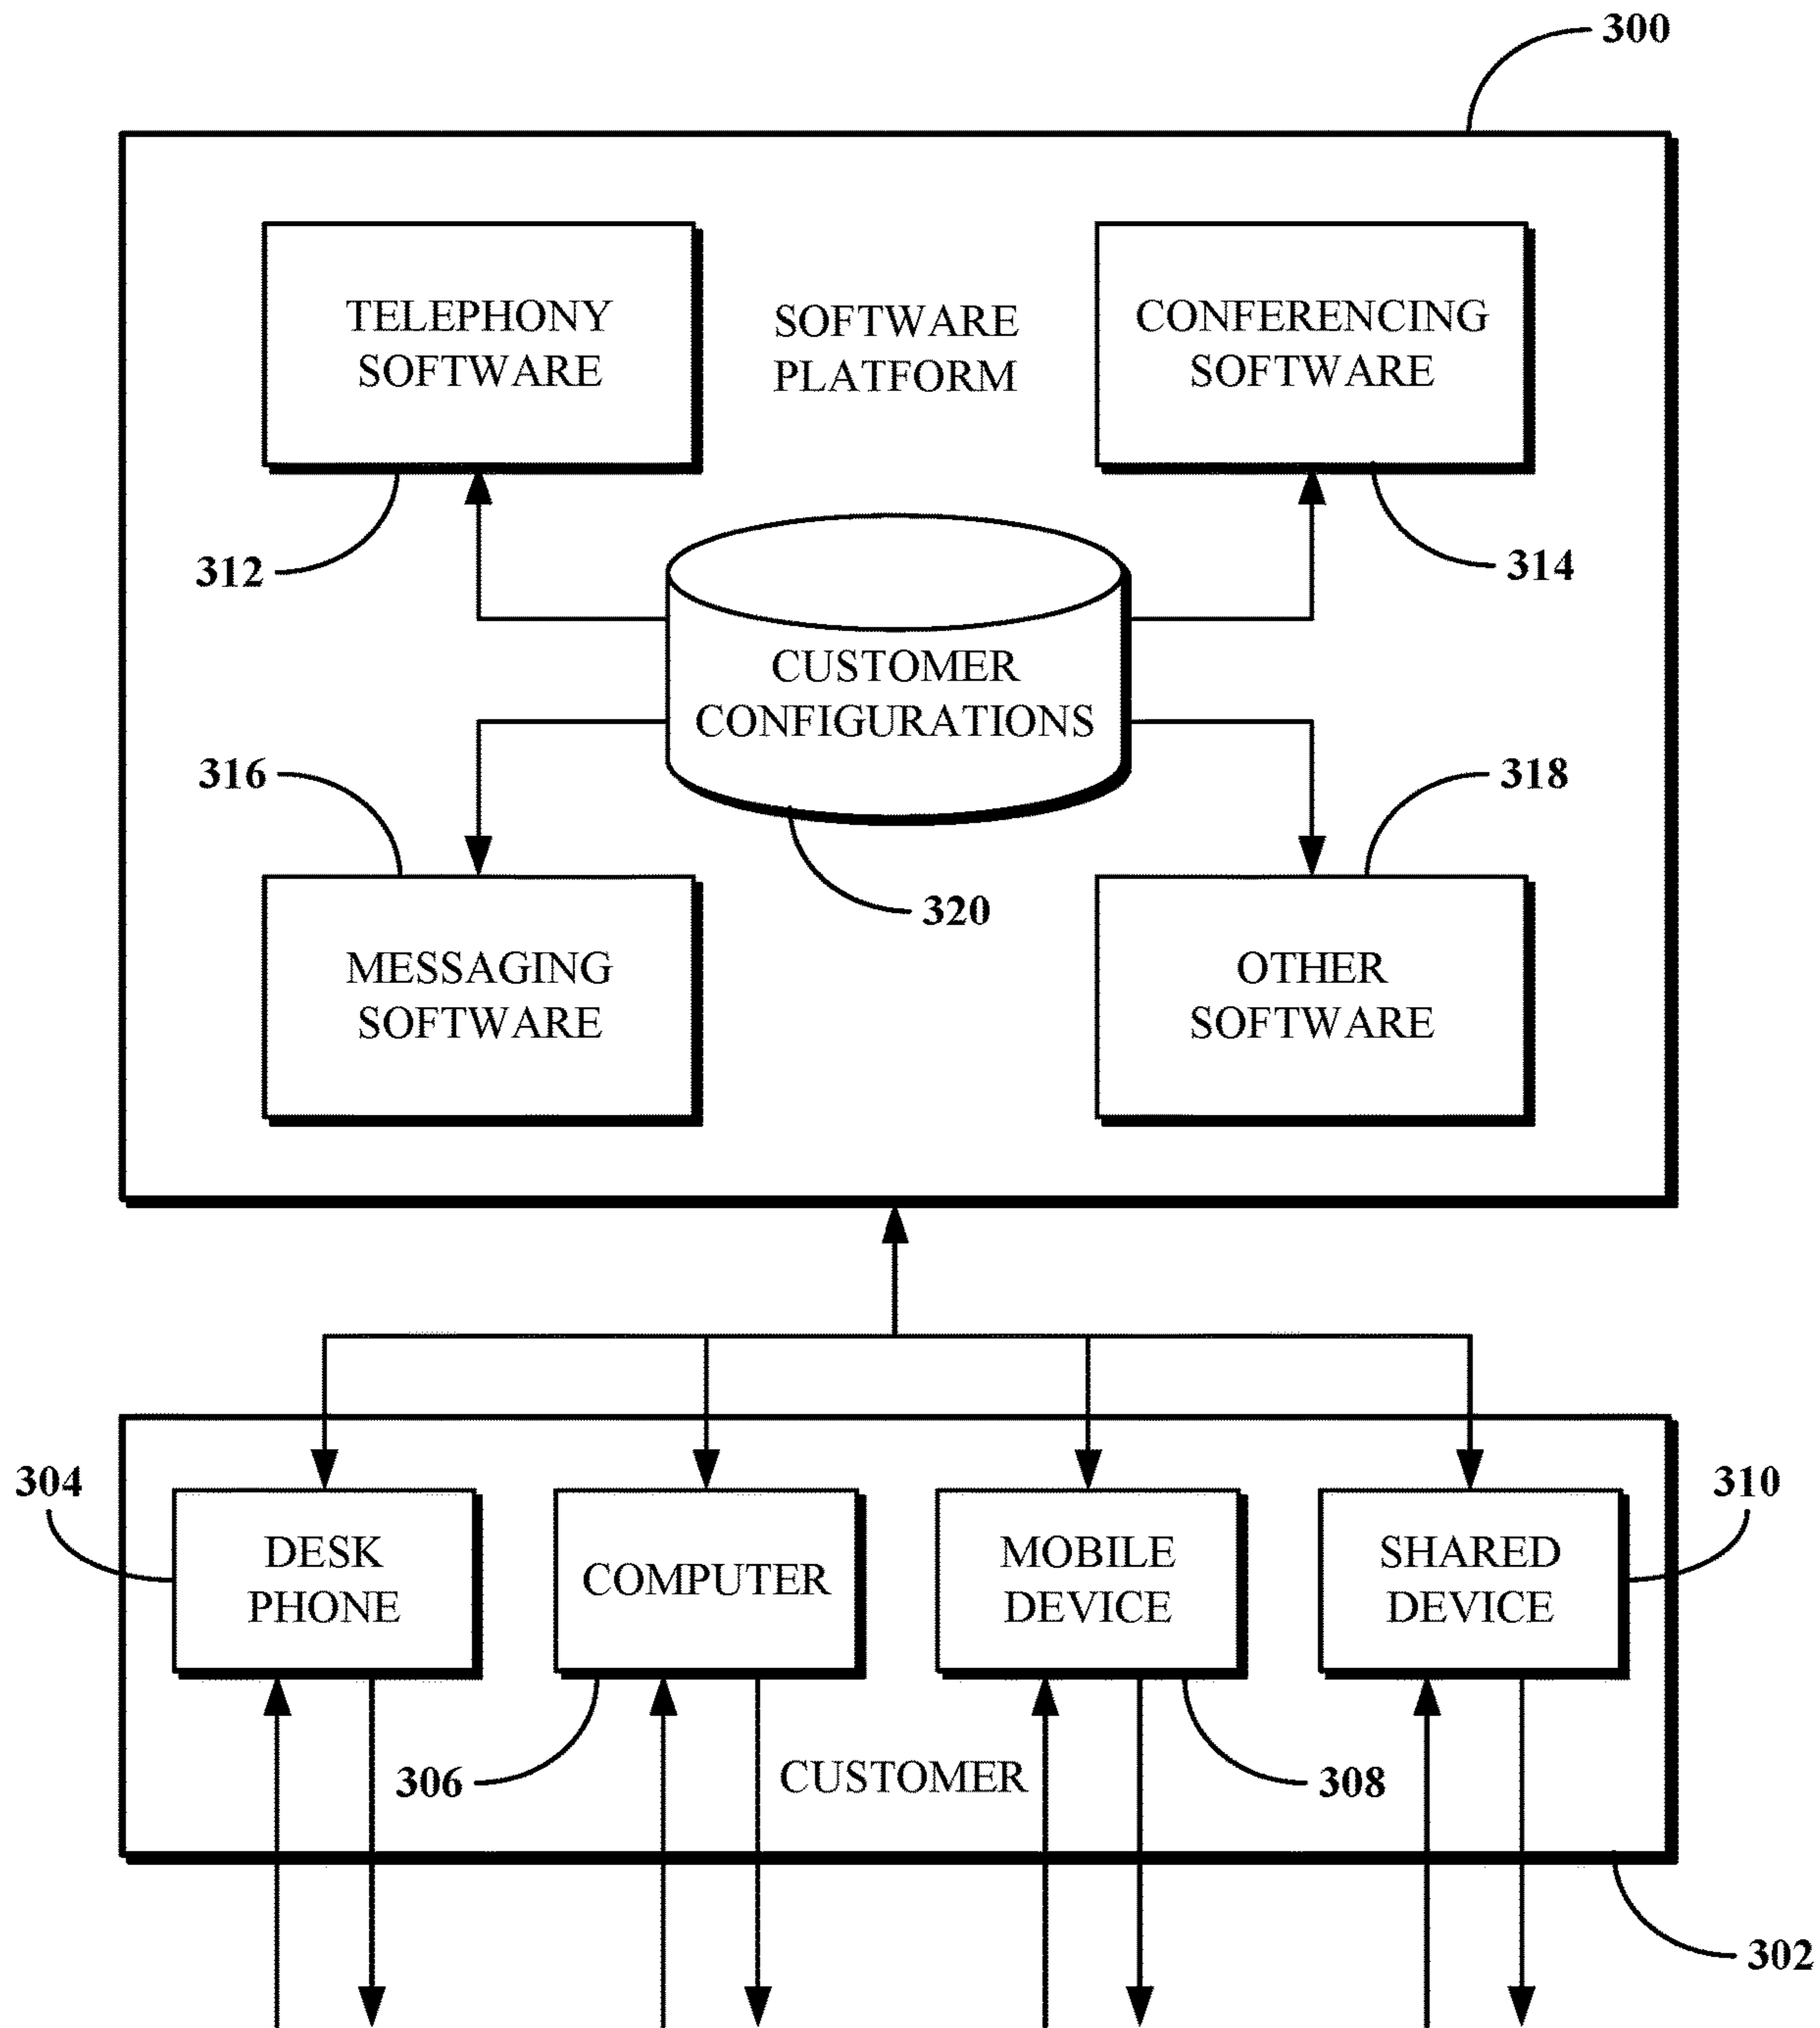 300
TELEPHONY
SOFTWARE
SOFTWARE
PLATFORM
CONFERENCING
SOFTWARE
312
314
CUSTOMER
CONFIGURATIONS
316
318
320
MESSAGING
SOFTWARE
OTHER
SOFTWARE
304
310
DESK
PHONE
COMPUTER
MOBILE
DEVICE
SHARED
DEVICE
306
CUSTOMER
308
302